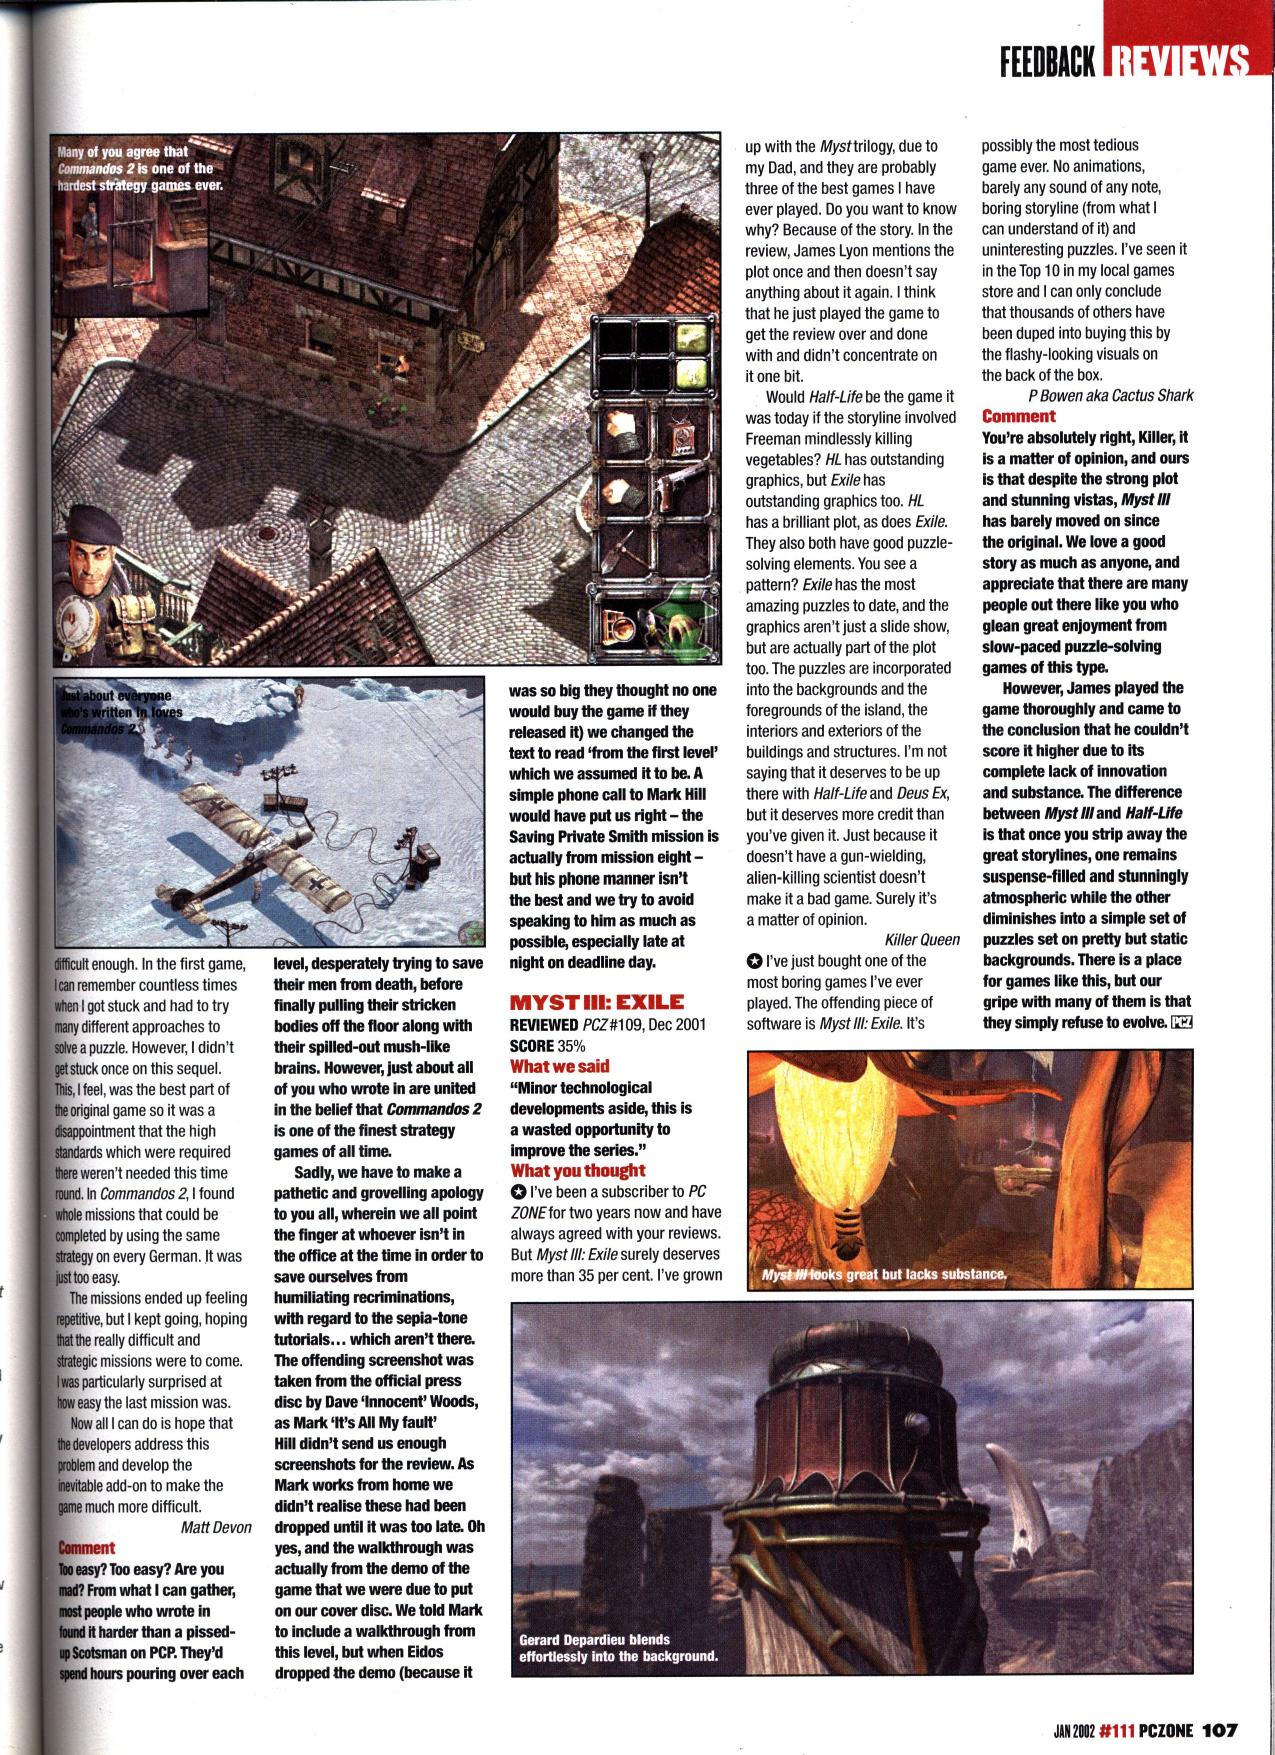 FEEDBACK REVIEWS
Many of you agree that
Commandos 2 is one of the
hardest strategy games ever.
Just about everyone
who's written in loves
Commandos 2.
difficult enough. In the first game,
I can remember countless times
when I got stuck and had to try
many different approaches to
solve a puzzle. However, I didn't
get stuck once on this sequel.
This, I feel, was the best part of
the original game so it was a
disappointment that the high
standards which were required
there weren't needed this time
round. In Commandos 2, I found
whole missions that could be
completed by using the same
strategy on every German. It was
just too easy.
The missions ended up feeling
repetitive, but I kept going, hoping
that the really difficult and
strategic missions were to come.
I was particularly surprised at
how easy the last mission was.
Now all I can do is hope that
the developers address this
problem and develop the
inevitable add-on to make the
game much more difficult.
Matt Devon
Comment
Too easy? Too easy? Are you
mad? From what I can gather,
most people who wrote in
found it harder than a pissed-
up Scotsman on PCP. They'd
spend hours pouring over each
level, desperately trying to save
their men from death, before
finally pulling their stricken
bodies off the floor along with
their spilled-out mush-like
brains. However, just about all
of you who wrote in are united
in the belief that Commandos 2
is one of the finest strategy
games of all time.
Sadly, we have to make a
pathetic and grovelling apology
to you all, wherein we all point
the finger at whoever isn't in
the office at the time in order to
save ourselves from
humiliating recriminations,
with regard to the sepia-tone
tutorials... which aren't there.
The offending screenshot was
taken from the official press
disc by Dave 'Innocent' Woods,
as Mark 'It's All My fault'
Hill didn't send us enough
screenshots for the review. As
Mark works from home we
didn't realise these had been
dropped until it was too late. Oh
yes, and the walkthrough was
actually from the demo of the
game that we were due to put
on our cover disc. We told Mark
to include a walkthrough from
this level, but when Eidos
dropped the demo (because it
was so big they thought no one
would buy the game if they
released it) we changed the
text to read 'from the first level'
which we assumed it to be. A
simple phone call to Mark Hill
would have put us right – the
Saving Private Smith mission is
actually from mission eight –
but his phone manner isn't
the best and we try to avoid
speaking to him as much as
possible, especially late at
night on deadline day.
MYST III: EXILE
REVIEWED PCZ #109, Dec 2001
SCORE 35%
What we said
"Minor technological
developments aside, this is
a wasted opportunity to
improve the series."
What you thought
I've been a subscriber to PC
ZONE for two years now and have
always agreed with your reviews.
But Myst III: Exile surely deserves
more than 35 per cent. I've grown
up with the Myst trilogy, due to
my Dad, and they are probably
three of the best games I have
ever played. Do you want to know
why? Because of the story. In the
review, James Lyon mentions the
plot once and then doesn't say
anything about it again. I think
that he just played the game to
get the review over and done
with and didn't concentrate on
it one bit.
Would Half-Life be the game it
was today if the storyline involved
Freeman mindlessly killing
vegetables? HL has outstanding
graphics, but Exile has
outstanding graphics too. HL
has a brilliant plot, as does Exile.
They also both have good puzzle-
solving elements. You see a
pattern? Exile has the most
amazing puzzles to date, and the
graphics aren't just a slide show,
but are actually part of the plot
too. The puzzles are incorporated
into the backgrounds and the
foregrounds of the island, the
interiors and exteriors of the
buildings and structures. I'm not
saying that it deserves to be up
there with Half-Life and Deus Ex,
but it deserves more credit than
you've given it. Just because it
doesn't have a gun-wielding,
alien-killing scientist doesn't
make it a bad game. Surely it's
a matter of opinion.
Killer Queen
I've just bought one of the
most boring games I've ever
played. The offending piece of
software is Myst III: Exile. It's
possibly the most tedious
game ever. No animations,
barely any sound of any note,
boring storyline (from what I
can understand of it) and
uninteresting puzzles. I've seen it
in the Top 10 in my local games
store and I can only conclude
that thousands of others have
been duped into buying this by
the flashy-looking visuals on
the back of the box.
P Bowen aka Cactus Shark
Comment
You're absolutely right, Killer, it
is a matter of opinion, and ours
is that despite the strong plot
and stunning vistas, Myst III
has barely moved on since
the original. We love a good
story as much as anyone, and
appreciate that there are many
people out there like you who
glean great enjoyment from
slow-paced puzzle-solving
games of this type.
However, James played the
game thoroughly and came to
the conclusion that he couldn't
score it higher due to its
complete lack of innovation
and substance. The difference
between Myst III and Half-Life
is that once you strip away the
great storylines, one remains
suspense-filled and stunningly
atmospheric while the other
diminishes into a simple set of
puzzles set on pretty but static
backgrounds. There is a place
for games like this, but our
gripe with many of them is that
they simply refuse to evolve. PCZ
Myst III looks great but lacks substance.
Gerard Depardieu blends
effortlessly into the background.
JAN 2002 #111 PCZONE 107